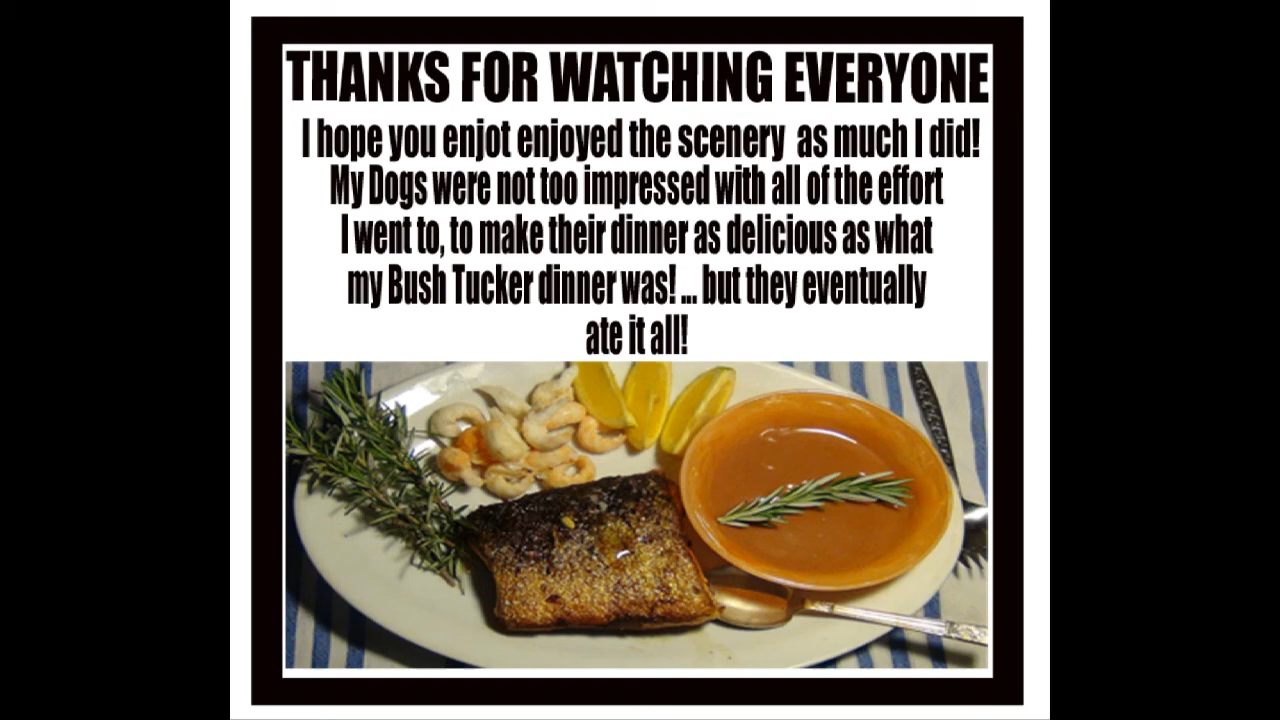 THANKS FOR WATCHING EVERYONE
I hope you enjot enjoyed the scenery as much I did!
My Dogs were not too impressed with all of the effort
I went to, to make their dinner as delicious as what
my Bush Tucker dinner was! ... but they eventually
ate it all!